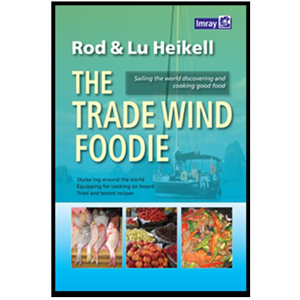 Imray
Rod & Lu Heikell
Sailing the world discovering and
cooking good food
THE
TRADE WIND
FOODIE
Skylax log around the world
Equipping for cooking on board
Tried and tested recipes